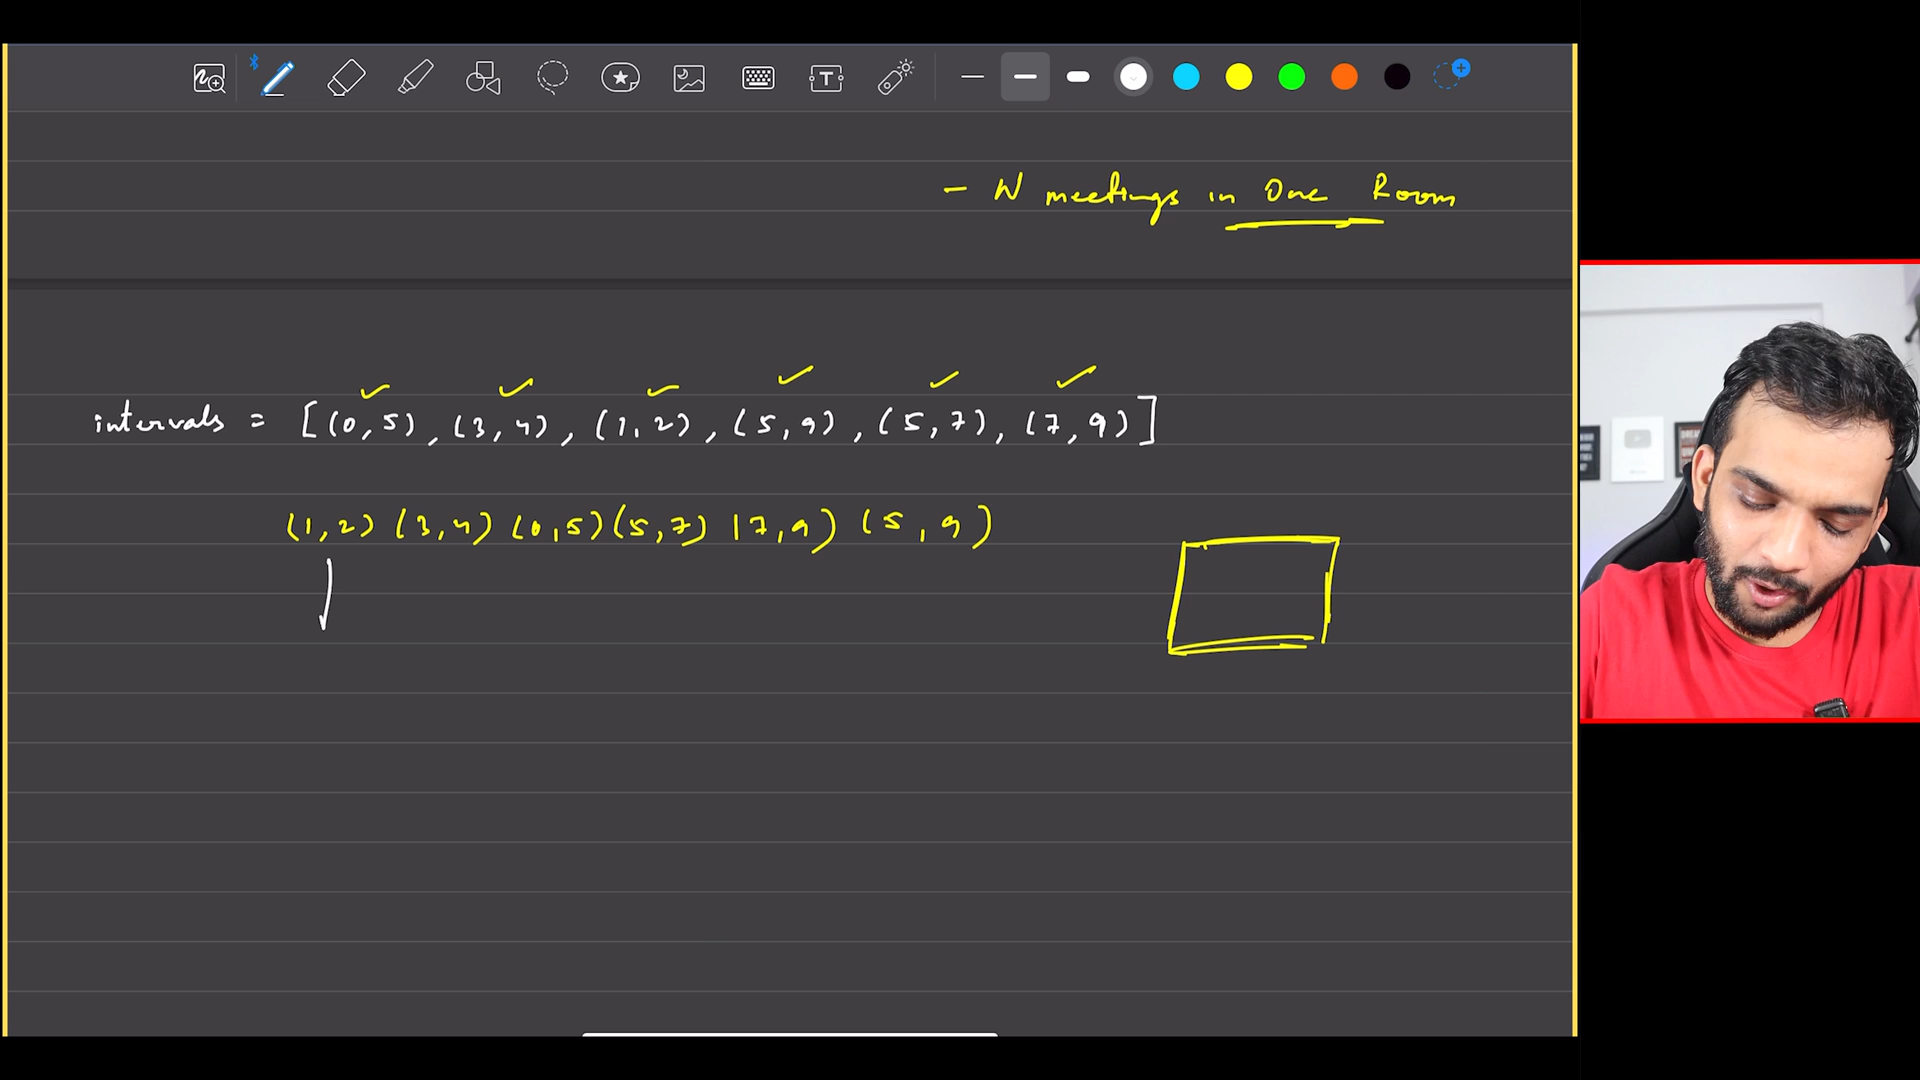 - N meetings in One Room
intervals = [(0,5), (3,4), (1,2), (5,9), (5,7), (7,9)]
(1,2) (3,4) (0,5) (5,7) (7,9) (5,9)